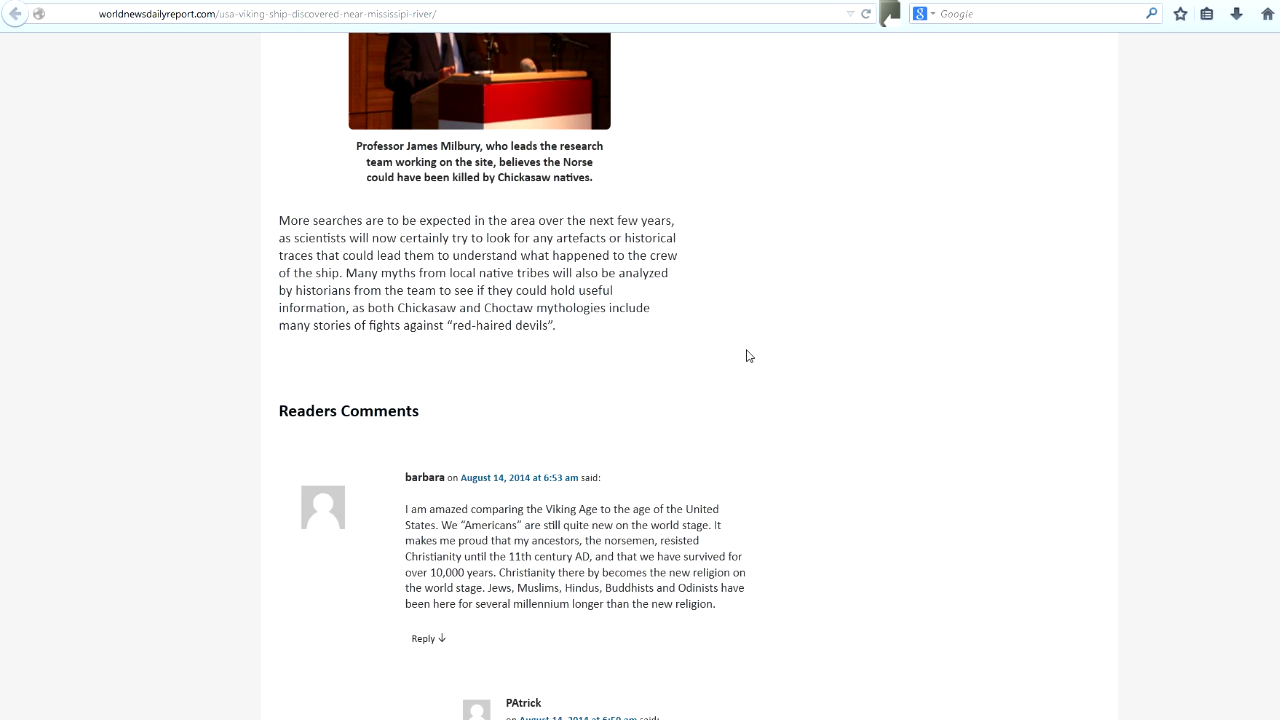 worldnewsdailyreport.com/usa-viking-ship-discovered-near-mississipi-river/
Google
Professor James Milbury, who leads the research
team working on the site, believes the Norse
could have been killed by Chickasaw natives.
More searches are to be expected in the area over the next few years,
as scientists will now certainly try to look for any artefacts or historical
traces that could lead them to understand what happened to the crew
of the ship. Many myths from local native tribes will also be analyzed
by historians from the team to see if they could hold useful
information, as both Chickasaw and Choctaw mythologies include
many stories of fights against “red-haired devils”.
Readers Comments
barbara on August 14, 2014 at 6:53 am said:
I am amazed comparing the Viking Age to the age of the United
States. We “Americans” are still quite new on the world stage. It
makes me proud that my ancestors, the norsemen, resisted
Christianity until the 11th century AD, and that we have survived for
over 10,000 years. Christianity there by becomes the new religion on
the world stage. Jews, Muslims, Hindus, Buddhists and Odinists have
been here for several millennium longer than the new religion.
Reply ↓
PAtrick
on August 14, 2014 at 6:59 am said: